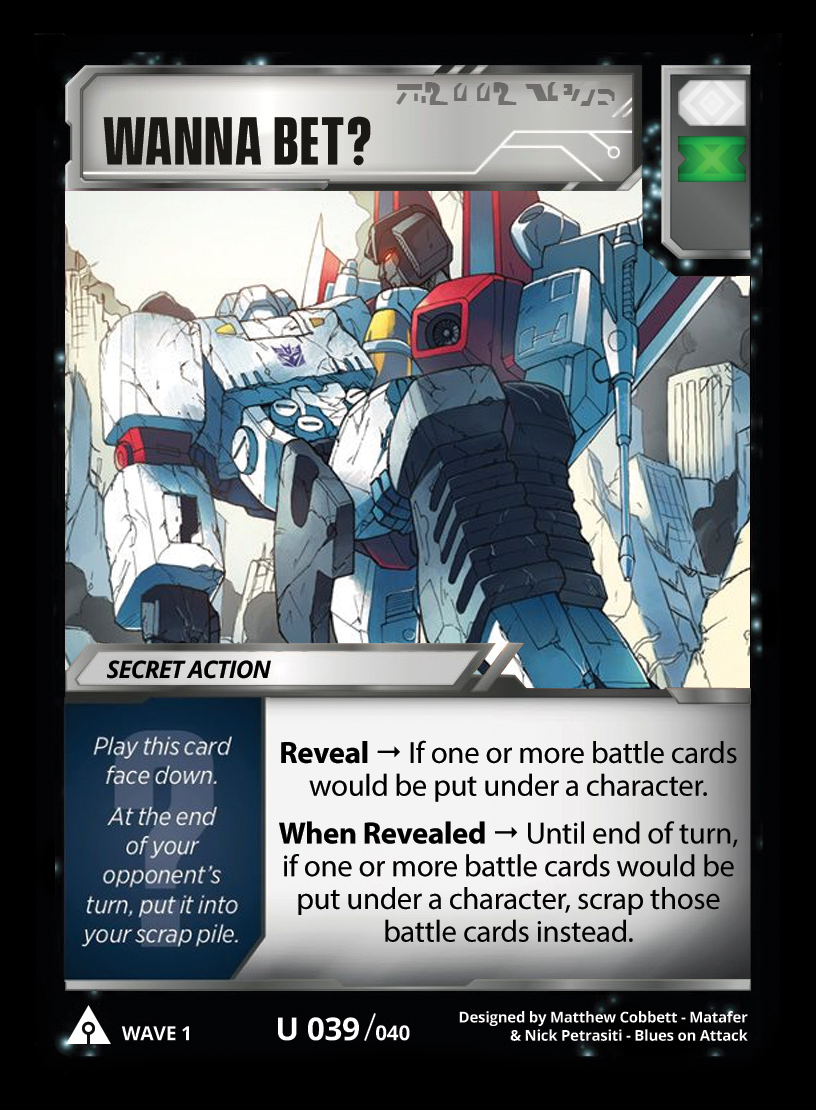 WANNA BET?
SECRET ACTION
Play this card
face down.
At the end
of your
opponent's
turn, put it into
your scrap pile.
Reveal → If one or more battle cards
would be put under a character.
When Revealed → Until end of turn,
if one or more battle cards would be
put under a character, scrap those
battle cards instead.
WAVE 1
U 039/040
Designed by Matthew Cobbett - Matafer
& Nick Petrasiti - Blues on Attack